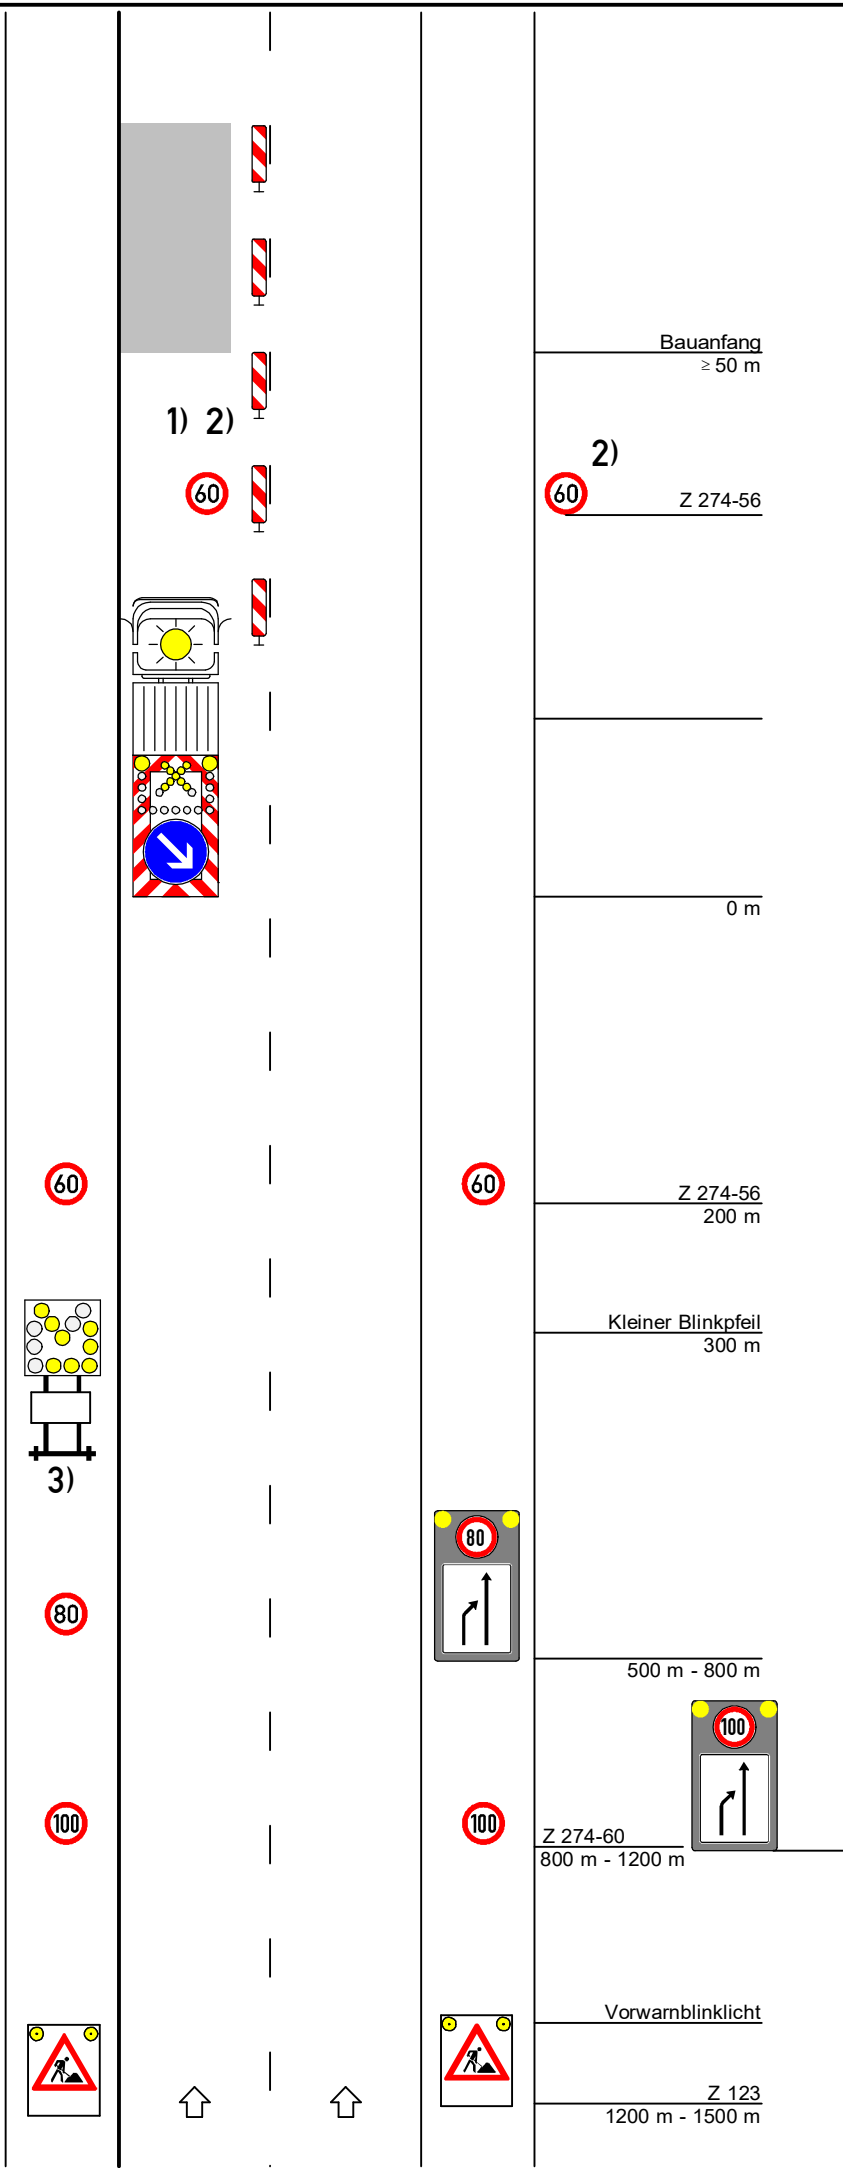 Bauanfang
≥ 50 m
1) 2)
2)
60
60
Z 274-56
0 m
60
60
Z 274-56
200 m
Kleiner Blinkpfeil
300 m
3)
80
80
500 m - 800 m
100
100
100
Z 274-60
800 m - 1200 m
Vorwarnblinklicht
Z 123
1200 m - 1500 m